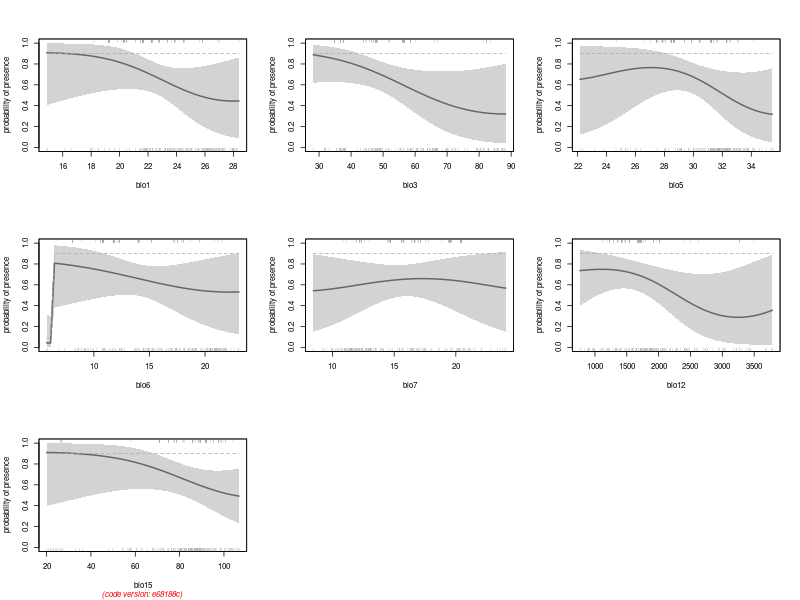 probability of presence
0.0 0.2 0.4 0.6 0.8 1.0
16 18 20 22 24 26 28
bio1
probability of presence
0.0 0.2 0.4 0.6 0.8 1.0
30 40 50 60 70 80 90
bio3
probability of presence
0.0 0.2 0.4 0.6 0.8 1.0
22 24 26 28 30 32 34
bio5
probability of presence
0.0 0.2 0.4 0.6 0.8 1.0
10 15 20
bio6
probability of presence
0.0 0.2 0.4 0.6 0.8 1.0
10 15 20
bio7
probability of presence
0.0 0.2 0.4 0.6 0.8 1.0
1000 1500 2000 2500 3000 3500
bio12
probability of presence
0.0 0.2 0.4 0.6 0.8 1.0
20 40 60 80 100
bio15
(code version: e68188c)